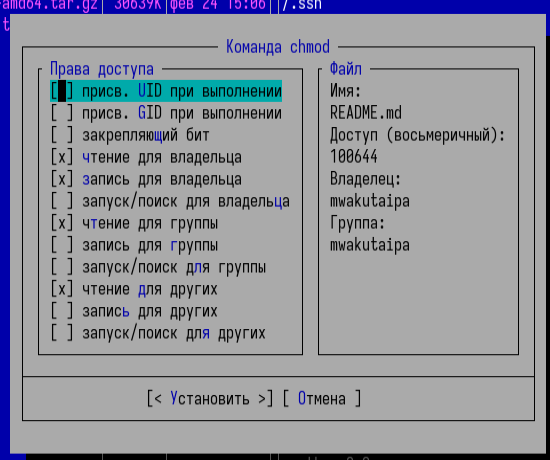 -amd64.tar.gz│ 30639K│фев 24 15:06││/.ssh
t
Команда chmod
Права доступа
[ ] присв. UID при выполнении
[ ] присв. GID при выполнении
[ ] закрепляющий бит
[x] чтение для владельца
[x] запись для владельца
[ ] запуск/поиск для владельца
[x] чтение для группы
[ ] запись для группы
[ ] запуск/поиск для группы
[x] чтение для других
[ ] запись для других
[ ] запуск/поиск для других
Файл
Имя:
README.md
Доступ (восьмеричный):
100644
Владелец:
mwakutaipa
Группа:
mwakutaipa
[< Установить >] [ Отмена ]